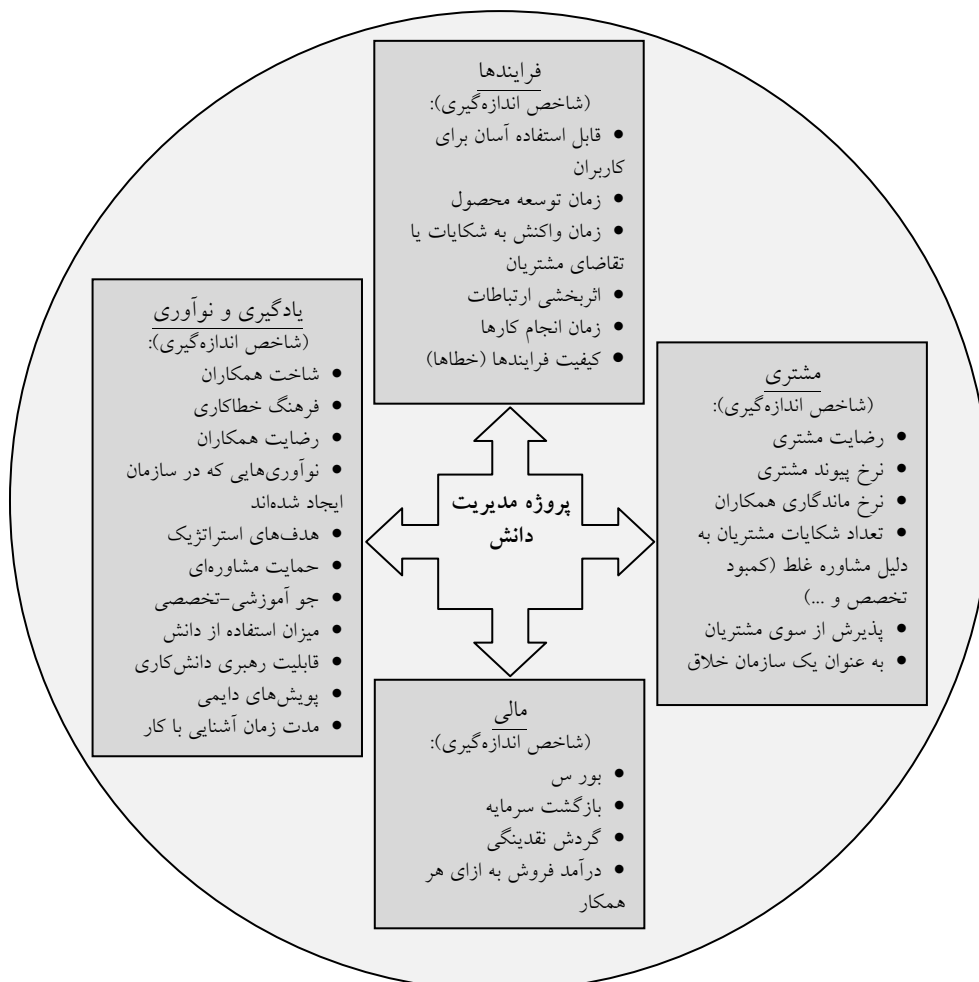 فرایندها
(شاخص اندازه‌گیری):
• قابل استفاده آسان برای
کاربران
• زمان توسعه محصول
• زمان واکنش به شکایات یا
تقاضای مشتریان
• اثربخشی ارتباطات
• زمان انجام کارها
• کیفیت فرایندها (خطاها)
مشتری
(شاخص اندازه‌گیری):
• رضایت مشتری
• نرخ پیوند مشتری
• نرخ ماندگاری همکاران
• تعداد شکایات مشتریان به
دلیل مشاوره غلط (کمبود
تخصص و ...)
• پذیرش از سوی مشتریان
• به عنوان یک سازمان خلاق
پروژه مدیریت
دانش
یادگیری و نوآوری
(شاخص اندازه‌گیری):
• شاخت همکاران
• فرهنگ خطاکاری
• رضایت همکاران
• نوآوری‌هایی که در سازمان
ایجاد شده‌اند
• هدف‌های استراتژیک
• حمایت مشاوره‌ای
• جو آموزشی-تخصصی
• میزان استفاده از دانش
• قابلیت رهبری دانش‌کاری
• پویش‌های دایمی
• مدت زمان آشنایی با کار
مالی
(شاخص اندازه‌گیری):
• بور س
• بازگشت سرمایه
• گردش نقدینگی
• درآمد فروش به ازای هر
همکار